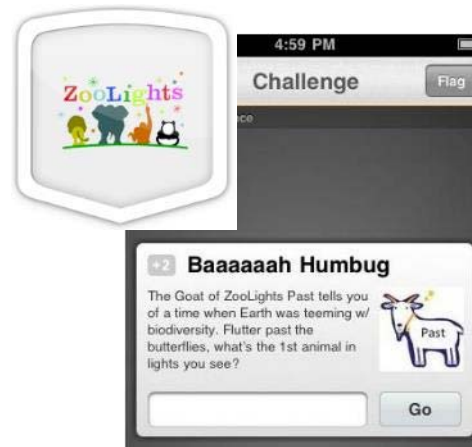 ZooLights
4:59 PM
Challenge
Flag
+2
Baaaaaah Humbug
The Goat of ZooLights Past tells you
of a time when Earth was teeming w/
biodiversity. Flutter past the
butterflies, what's the 1st animal in
lights you see?
Past
Go